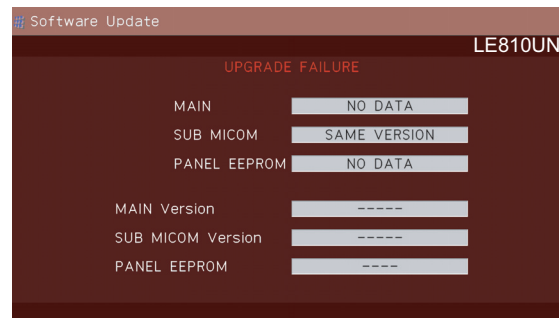 # Software Update
LE810UN
UPGRADE FAILURE
MAIN NO DATA
SUB MICOM SAME VERSION
PANEL EEPROM NO DATA
MAIN Version -----
SUB MICOM Version -----
PANEL EEPROM ----